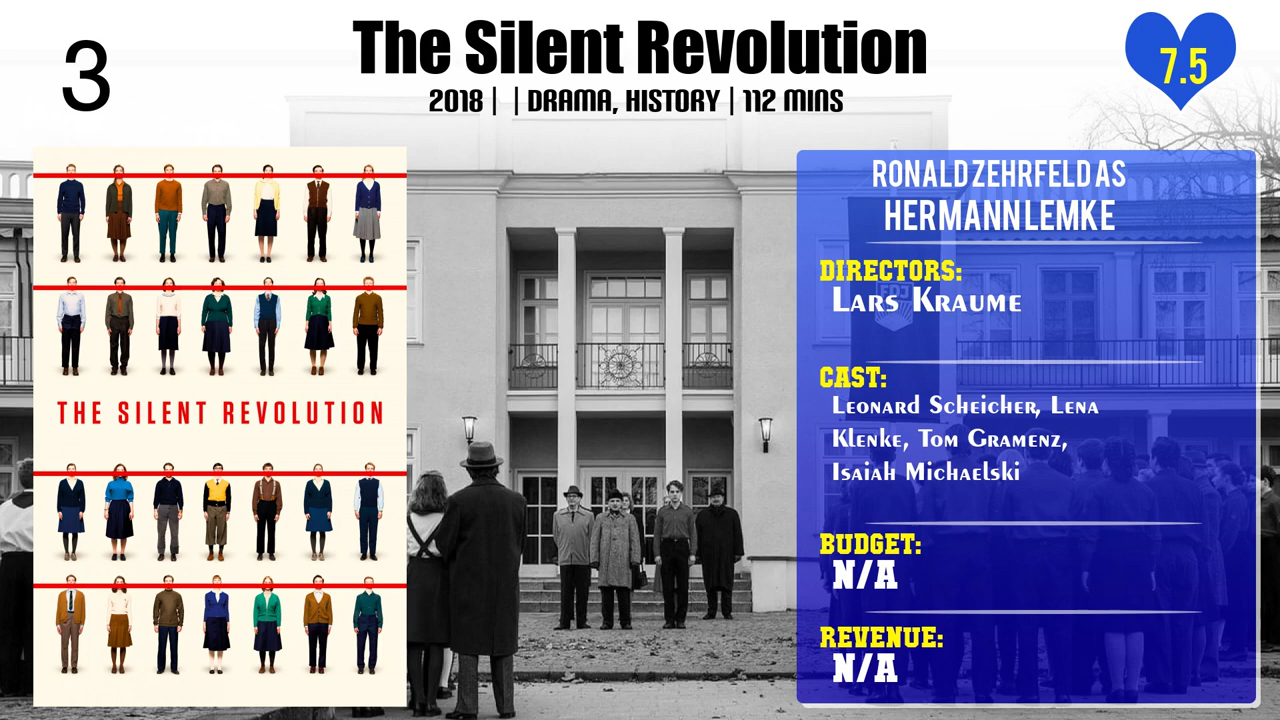 3
The Silent Revolution
2018 | | DRAMA, HISTORY | 112 MINS
7.5
THE SILENT REVOLUTION
RONALD ZEHRFELD AS
HERMANN LEMKE
DIRECTORS:
Lars Kraume
CAST:
Leonard Scheicher, Lena
Klenke, Tom Gramenz,
Isaiah Michaelski
BUDGET:
N/A
REVENUE:
N/A
FDJ